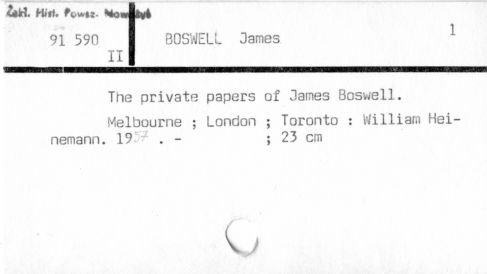 Zakł. Hist. Powsz. Nowożyt
1
91 590
BOSWELL James
II
The private papers of James Boswell.
Melbourne ; London ; Toronto : William Hei-
nemann. 1957 . - ; 23 cm